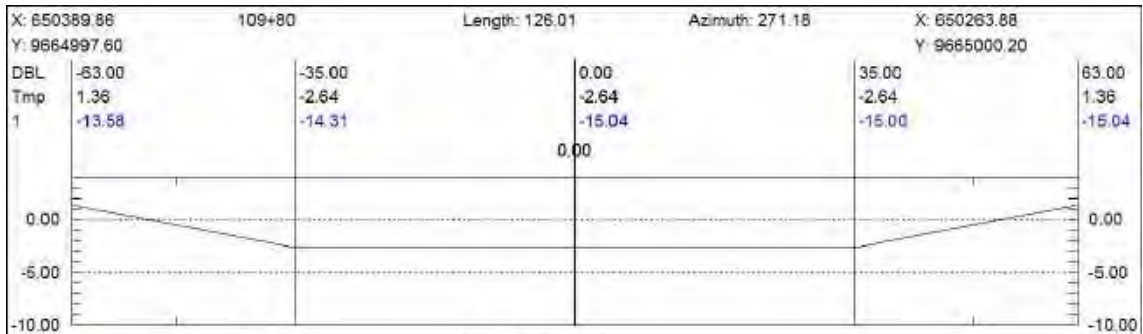 X: 650389.86 109+80 Length: 126.01 Azimuth: 271.18 X: 650263.88
Y: 9664997.60 Y: 9665000.20
DBL -63.00 -35.00 0.00 35.00 63.00
Tmp 1.36 -2.64 -2.64 -2.64 1.36
1 -13.58 -14.31 -15.04 -15.00 -15.04
0.00
0.00 0.00
-5.00 -5.00
-10.00 -10.00